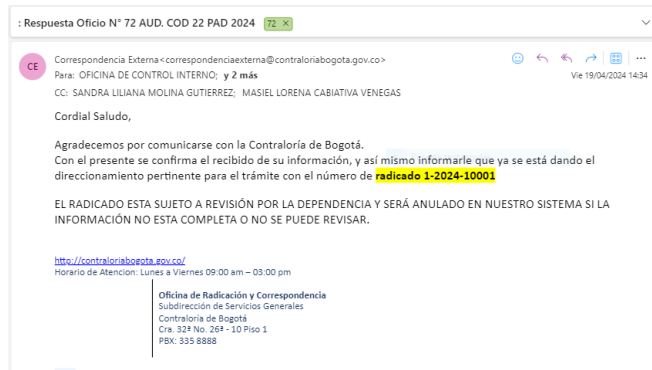 : Respuesta Oficio N° 72 AUD. COD 22 PAD 2024 72 ×
CE
Correspondencia Externa<correspondenciaexterna@contraloriabogota.gov.co>
Para: OFICINA DE CONTROL INTERNO; y 2 más
Vie 19/04/2024 14:34
CC: SANDRA LILIANA MOLINA GUTIERREZ; MASIEL LORENA CABIATIVA VENEGAS
Cordial Saludo,
Agradecemos por comunicarse con la Contraloría de Bogotá.
Con el presente se confirma el recibido de su información, y así mismo informarle que ya se está dando el
direccionamiento pertinente para el trámite con el número de radicado 1-2024-10001
EL RADICADO ESTA SUJETO A REVISIÓN POR LA DEPENDENCIA Y SERÁ ANULADO EN NUESTRO SISTEMA SI LA
INFORMACIÓN NO ESTA COMPLETA O NO SE PUEDE REVISAR.
http://contraloriabogota.gov.co/
Horario de Atencion: Lunes a Viernes 09:00 am – 03:00 pm
Oficina de Radicación y Correspondencia
Subdirección de Servicios Generales
Contraloría de Bogotá
Cra. 32ª No. 26ª - 10 Piso 1
PBX: 335 8888